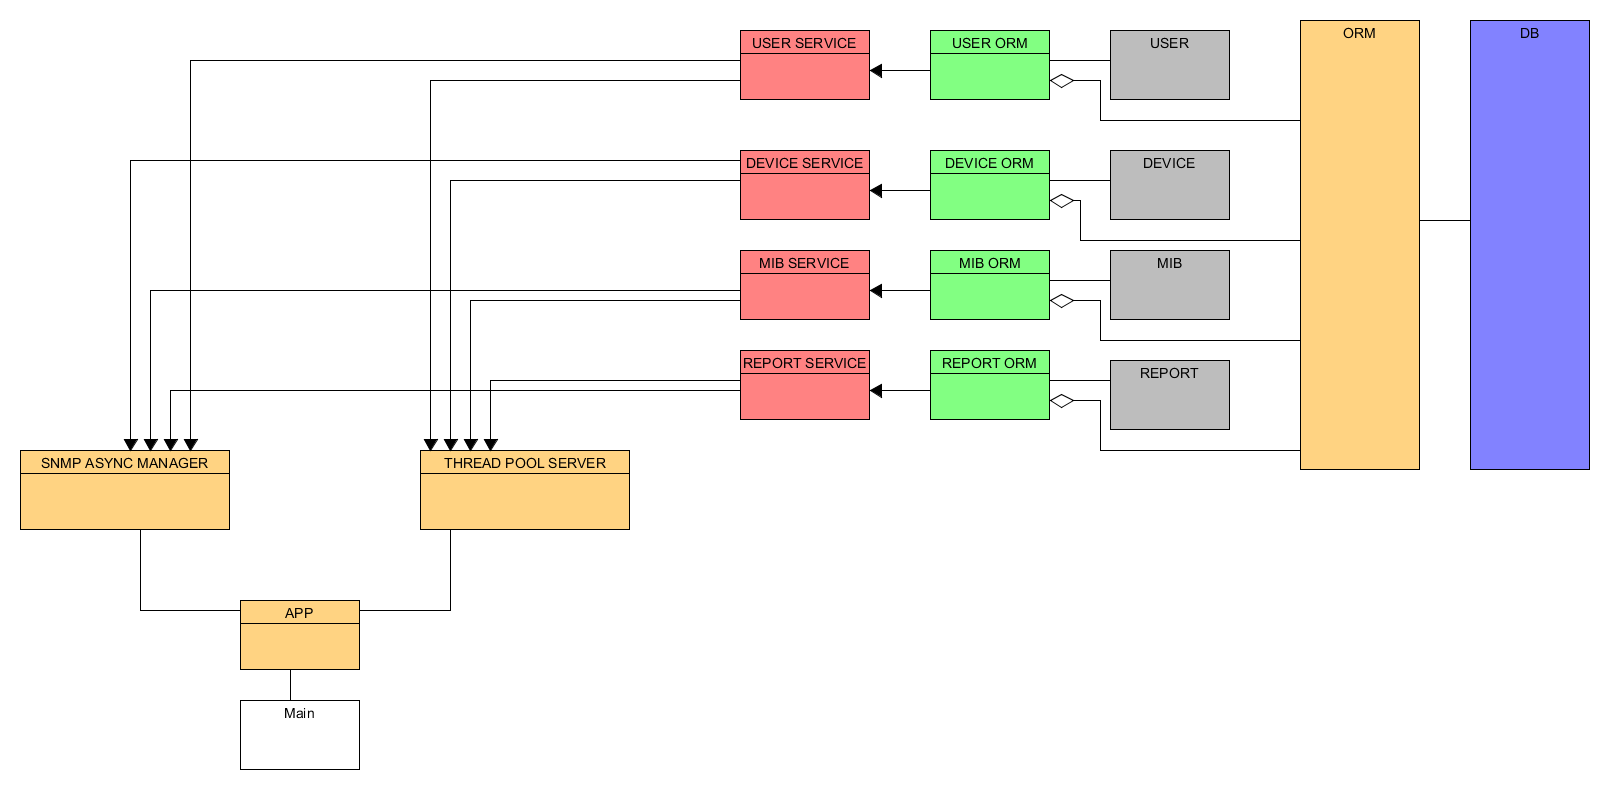 USER SERVICE
USER ORM
USER
ORM
DB
DEVICE SERVICE
DEVICE ORM
DEVICE
MIB SERVICE
MIB ORM
MIB
REPORT SERVICE
REPORT ORM
REPORT
SNMP ASYNC MANAGER
THREAD POOL SERVER
APP
Main